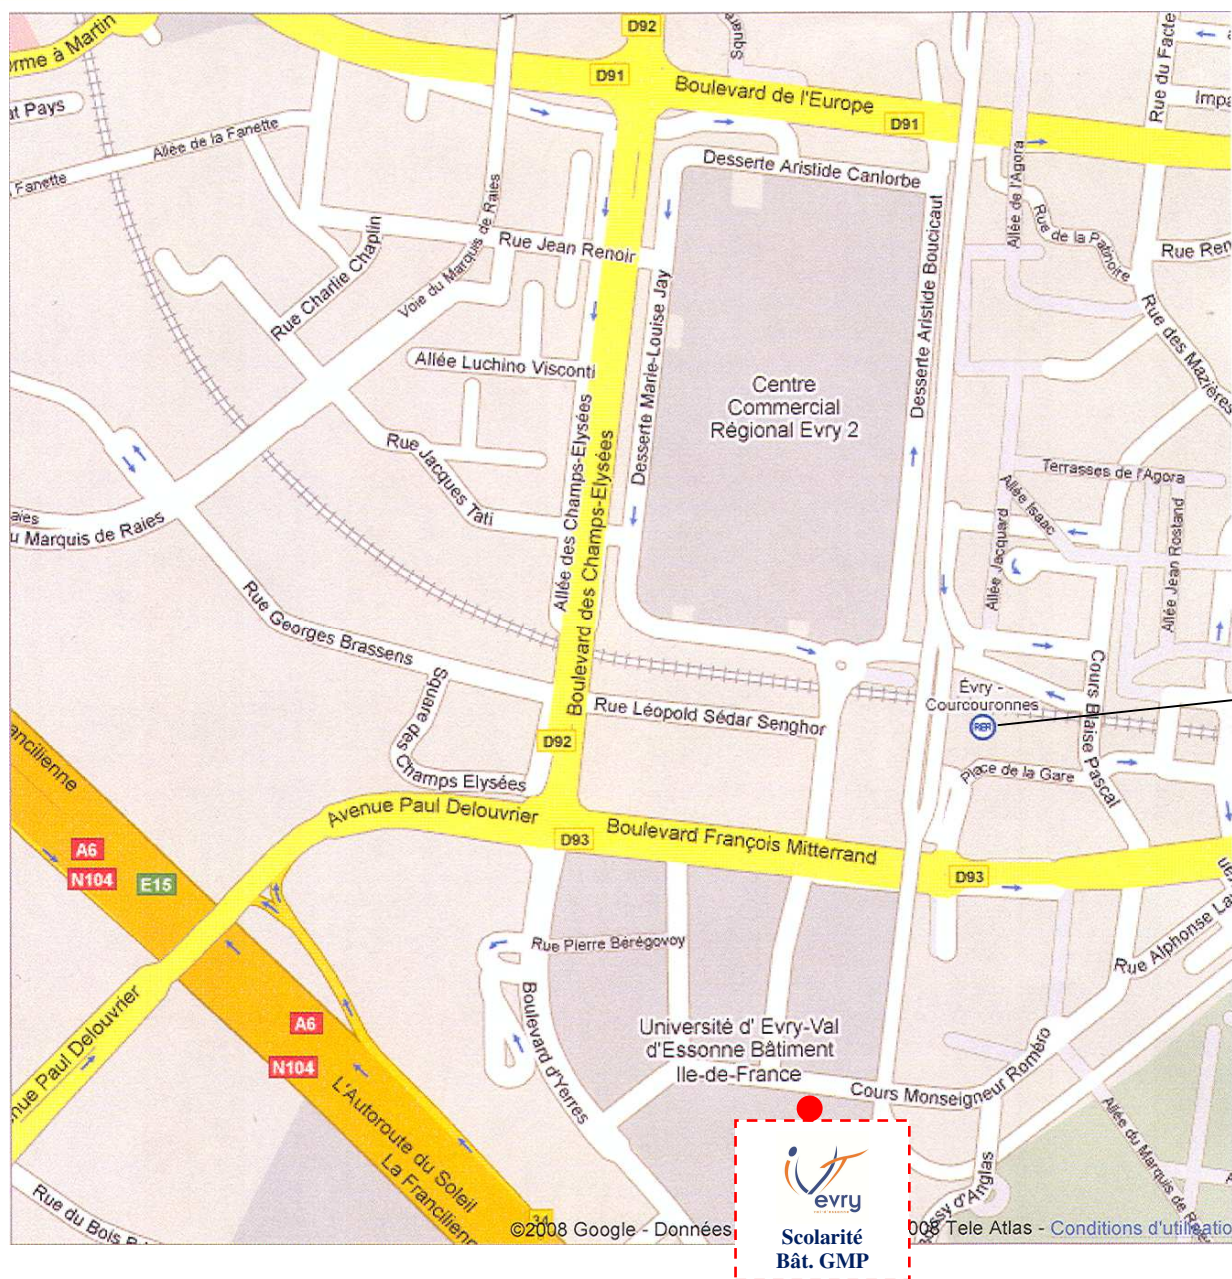 D92
D91
Boulevard de l'Europe
D91
Rue du Facte
Impa
orme à Martin
at Pays
Allée de la Fanette
Fanette
Squar
Desserte Aristide Canlorbe
Allée de l'Agora
Rue de la Patinoire
Rue Ren
Rue des Mazières
Rue Charlie Chaplin
Voie du Marquis de Raies
Rue Jean Renoir
Desserte Marie-Louise Jay
Desserte Aristide Boucicaut
Allée Luchino Visconti
Centre
Commercial
Régional Evry 2
Allée des Champs-Elysées
Boulevard des Champs-Elysées
Rue Jacques Tati
Terrasses de l'Agora
Allée Isaac
Allée Jacquard
Allée Jean Rostand
aies
u Marquis de Raies
Rue Georges Brassens
Square des
Champs Elysées
Rue Léopold Sédar Senghor
Évry -
Courcouronnes
RER
Cours Blaise Pascal
Place de la Gare
D92
ancilienne
Avenue Paul Delouvrier
D93
Boulevard François Mitterrand
D93
A6
N104
E15
Rue Pierre Bérégovoy
Boulevard d'Yerres
Rue Alphonse La
Université d' Evry-Val
d'Essonne Bâtiment
Ile-de-France
Cours Monseigneur Roméro
nue Paul Delouvrier
A6
N104
L'Autoroute du Soleil
La Francilienne
Allée du Marquis de R
ssy d'Anglas
Rue du Bois
evry
Scolarité
Bât. GMP
©2008 Google - Données
008 Tele Atlas - Conditions d'utilisatio